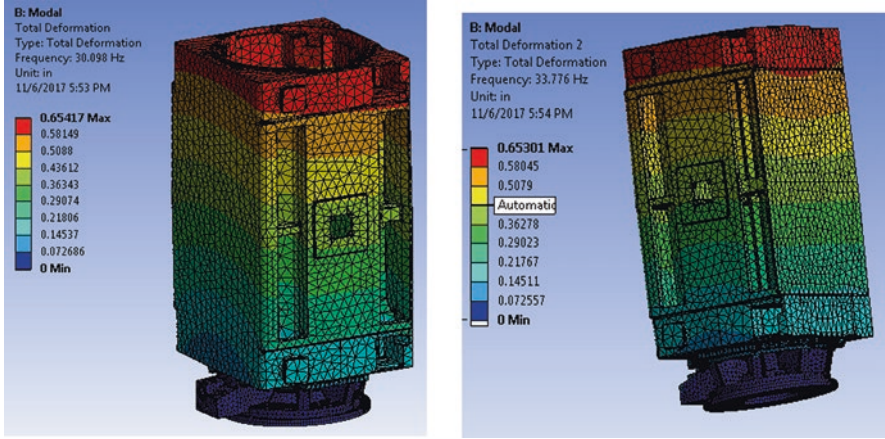 B: Modal
Total Deformation
Type: Total Deformation
Frequency: 30.098 Hz
Unit: in
11/6/2017 5:53 PM
0.65417 Max
0.58149
0.5088
0.43612
0.36343
0.29074
0.21806
0.14537
0.072686
0 Min
B: Modal
Total Deformation 2
Type: Total Deformation
Frequency: 33.776 Hz
Unit: in
11/6/2017 5:54 PM
0.65301 Max
0.58045
0.5079
Automatic
0.36278
0.29023
0.21767
0.14511
0.072557
0 Min